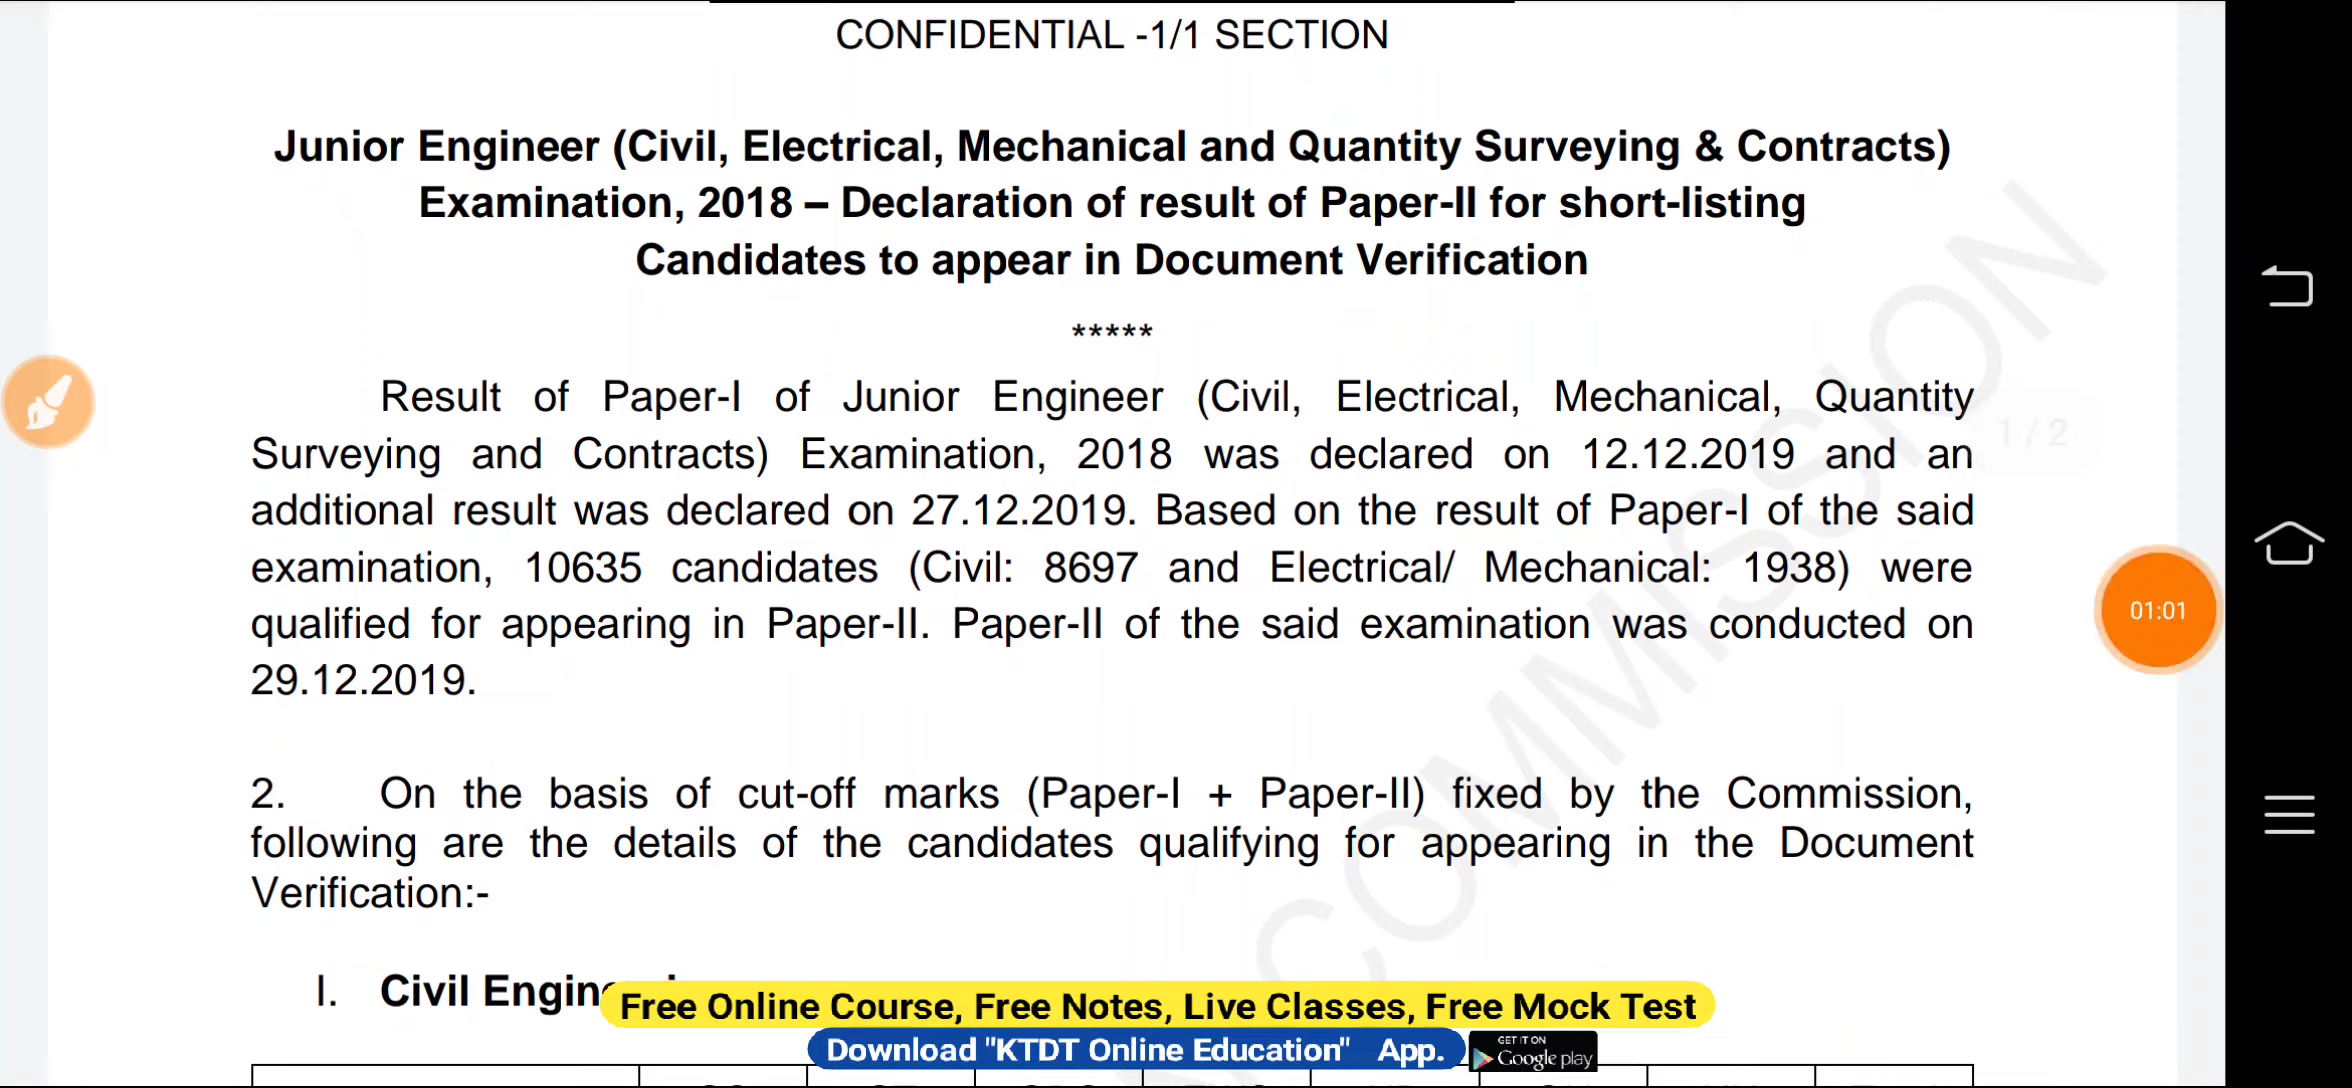 CONFIDENTIAL -1/1 SECTION
Junior Engineer (Civil, Electrical, Mechanical and Quantity Surveying & Contracts)
Examination, 2018 – Declaration of result of Paper-II for short-listing
Candidates to appear in Document Verification
*****
Result of Paper-I of Junior Engineer (Civil, Electrical, Mechanical, Quantity
Surveying and Contracts) Examination, 2018 was declared on 12.12.2019 and an
additional result was declared on 27.12.2019. Based on the result of Paper-I of the said
examination, 10635 candidates (Civil: 8697 and Electrical/ Mechanical: 1938) were
qualified for appearing in Paper-II. Paper-II of the said examination was conducted on
29.12.2019.
1 / 2
01:01
2. On the basis of cut-off marks (Paper-I + Paper-II) fixed by the Commission,
following are the details of the candidates qualifying for appearing in the Document
Verification:-
I. Civil
Free Online Course, Free Notes, Live Classes, Free Mock Test
Download "KTDT Online Education" App.
GET IT ON
Google play
COMMISSION